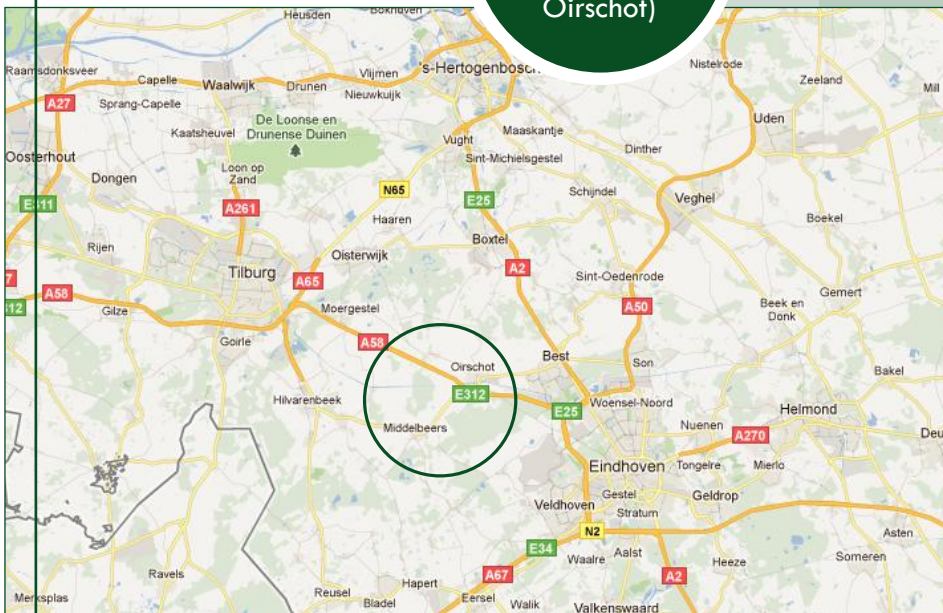 Oirschot)
Heusden
Bokhoven
Raamsdonksveer
Capelle
Waalwijk
Drunen
Vlijmen
's-Hertogenbosch
Nistelrode
Zeeland
Mill
A27
Sprang-Capelle
Nieuwkuijk
De Loonse en
Drunense Duinen
Kaatsheuvel
Vught
Maaskantje
Uden
Oosterhout
Dongen
Loon op
Zand
Sint-Michielsgestel
Dinther
N65
Schijndel
Veghel
E311
A261
E25
Haaren
Boekel
Rijen
Oisterwijk
Boxtel
Tilburg
A65
A2
Sint-Oedenrode
7
A58
Gemert
312
Gilze
Moergestel
A50
Beek en
Donk
Goirle
A58
Oirschot
Best
Son
Bakel
Hilvarenbeek
E312
E25
Woensel-Noord
Helmond
Middelbeers
Nuenen
A270
Deu
Eindhoven
Tongelre
Mierlo
Veldhoven
Gestel
Geldrop
Stratum
N2
Asten
E34
Waalre
Aalst
Heeze
Someren
Ravels
A67
A2
Merksplas
Reusel
Hapert
Bladel
Eersel
Walik
Valkenswaard